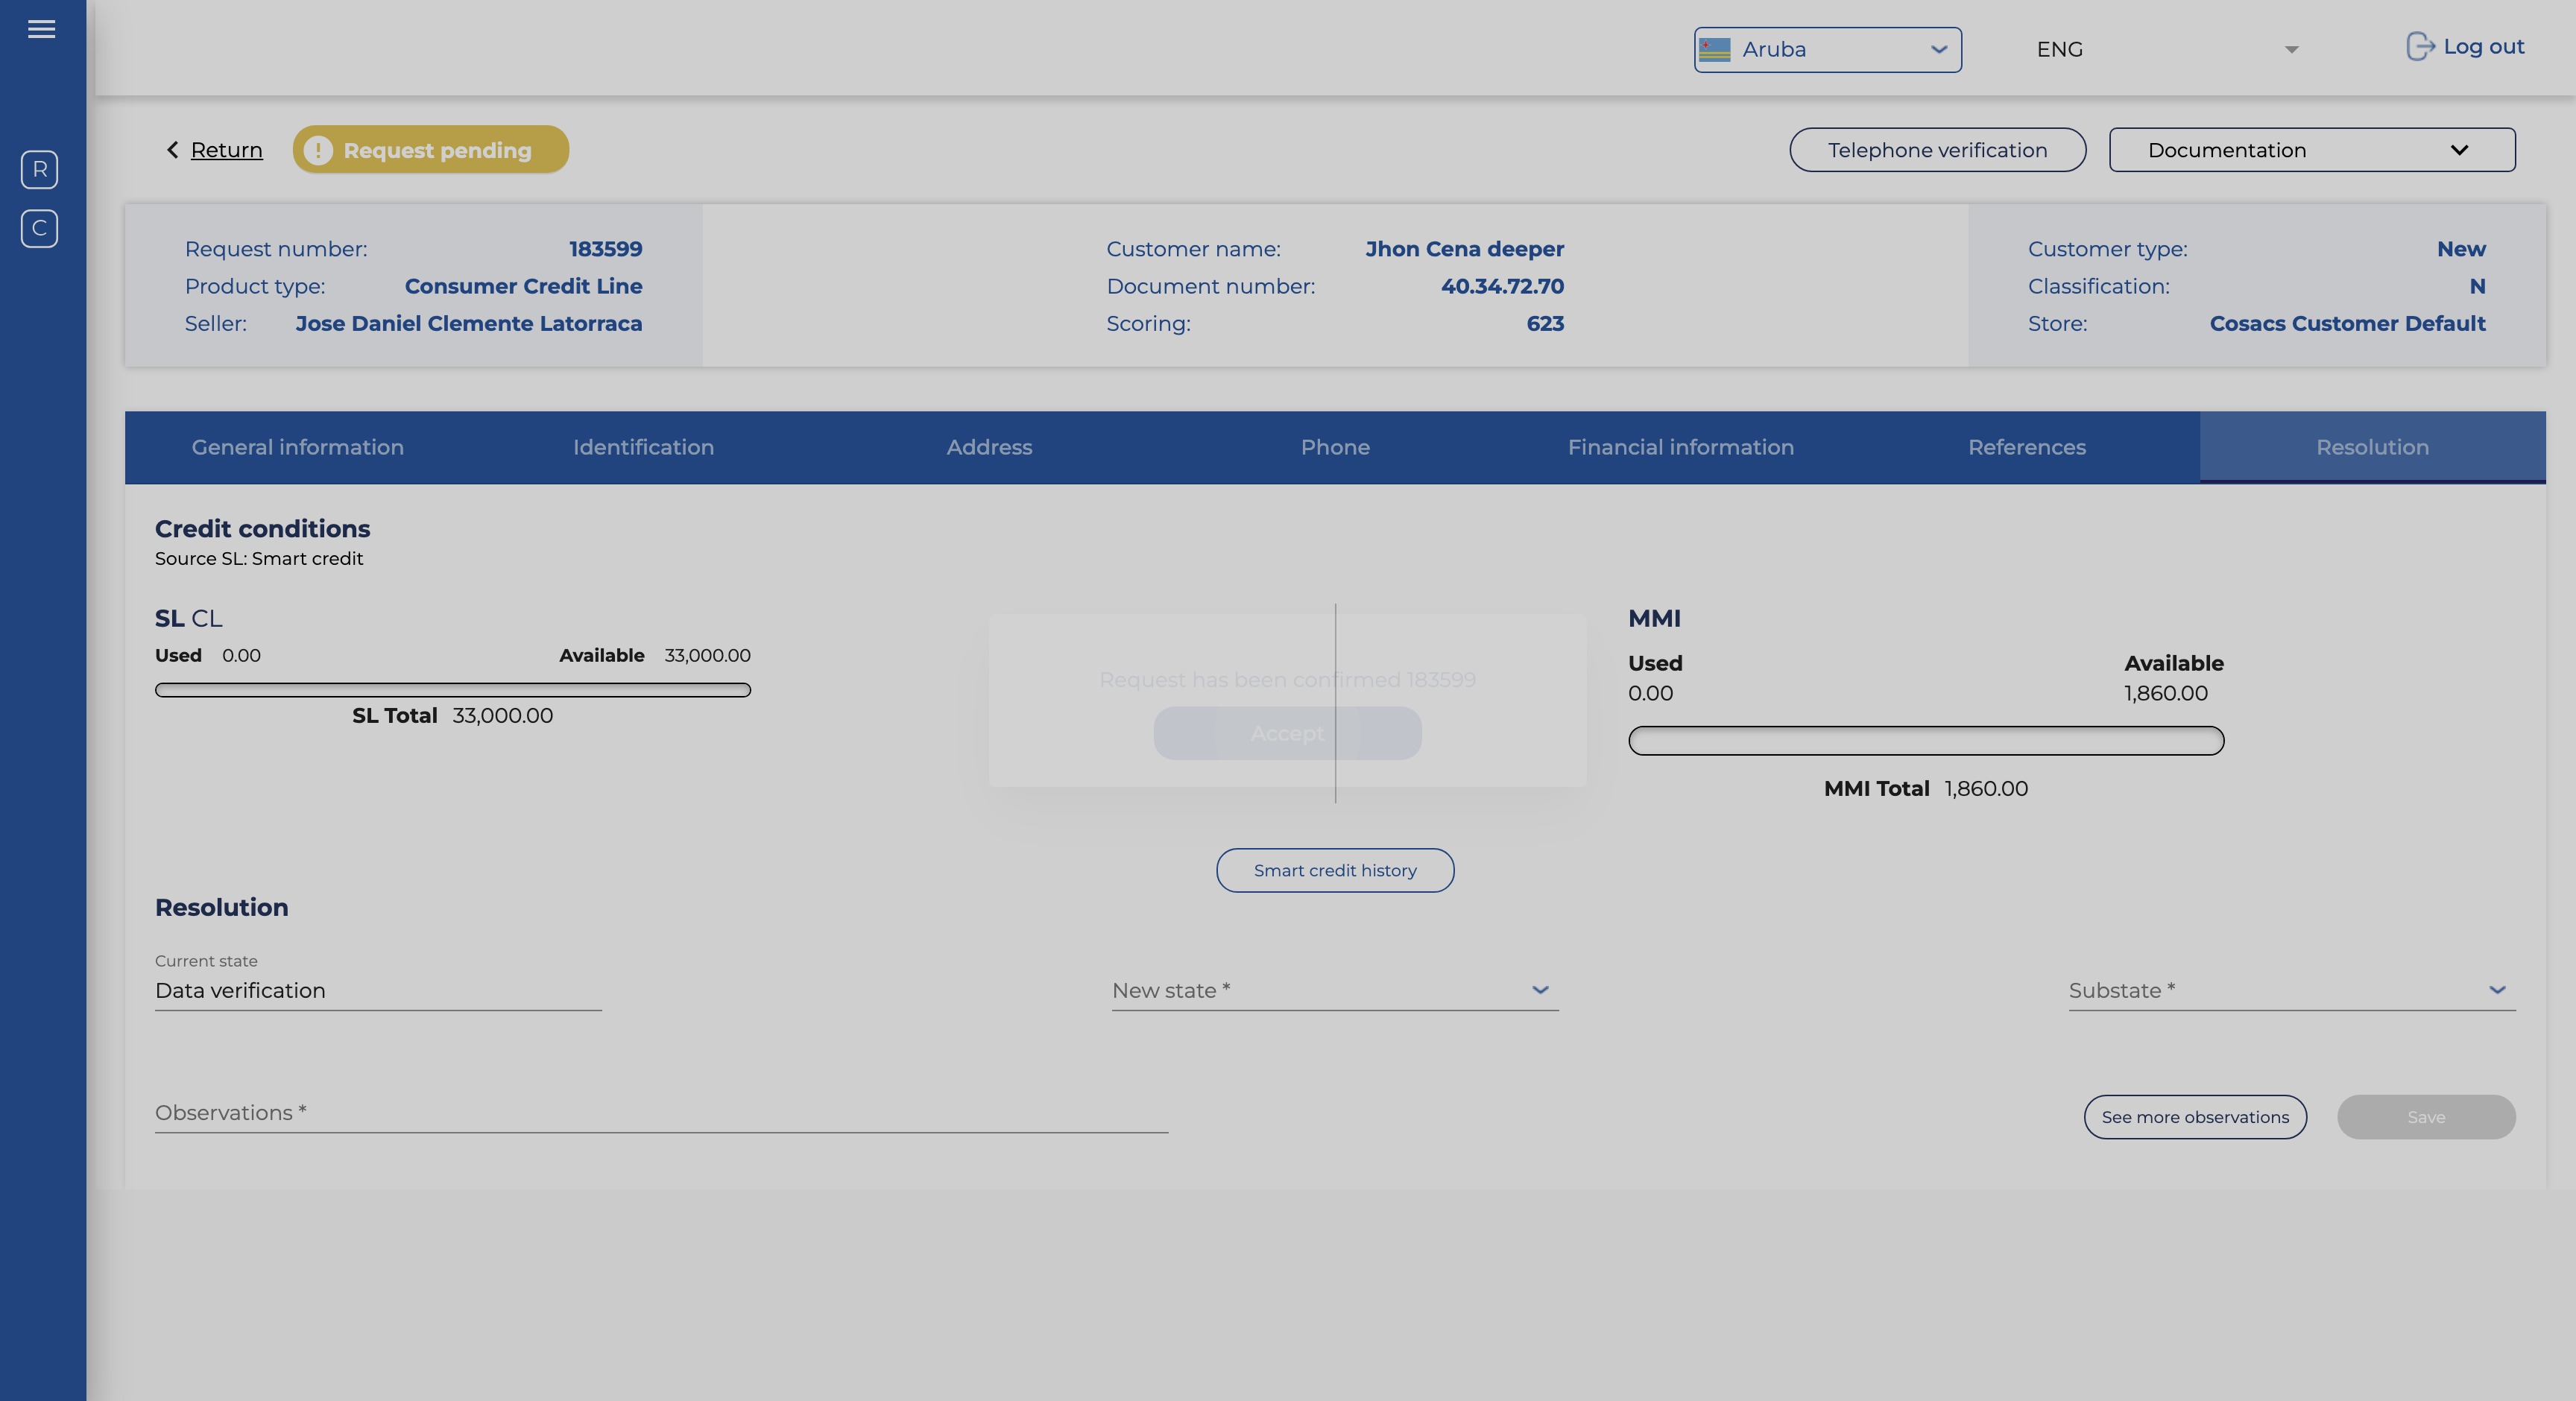 Aruba
ENG
Log out
R
C
Return
Request pending
Telephone verification
Documentation
Request number: 183599
Product type: Consumer Credit Line
Seller: Jose Daniel Clemente Latorraca
Customer name: Jhon Cena deeper
Document number: 40.34.72.70
Scoring: 623
Customer type: New
Classification: N
Store: Cosacs Customer Default
General information
Identification
Address
Phone
Financial information
References
Resolution
Credit conditions
Source SL: Smart credit
SL CL
Used 0.00 Available 33,000.00
SL Total 33,000.00
Request has been confirmed 183599
Accept
MMI
Used Available
0.00 1,860.00
MMI Total 1,860.00
Smart credit history
Resolution
Current state
Data verification
New state *
Substate *
Observations *
See more observations
Save